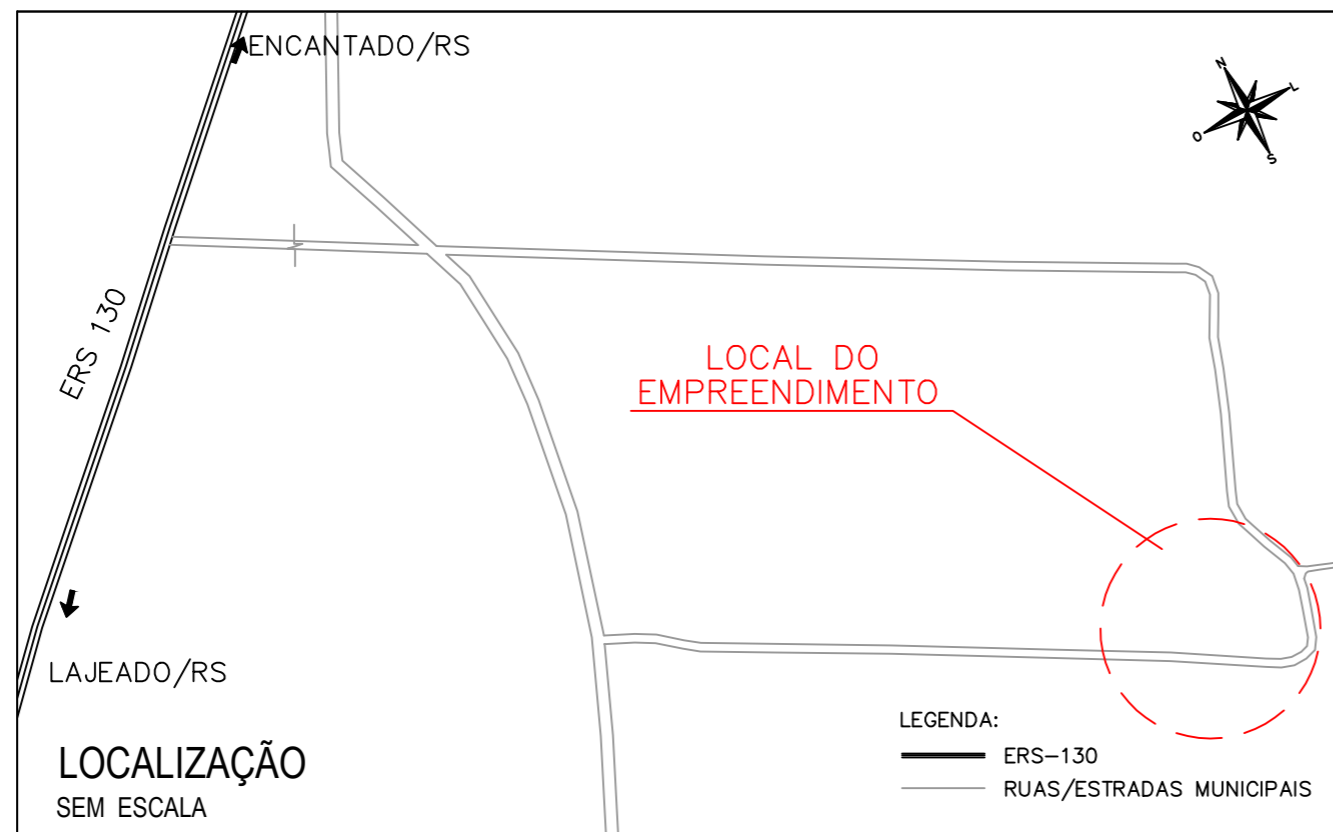 ENCANTADO/RS
N
L
O
S
ERS 130
LOCAL DO
EMPREENDIMENTO
LAJEADO/RS
LOCALIZAÇÃO
SEM ESCALA
LEGENDA:
ERS-130
RUAS/ESTRADAS MUNICIPAIS